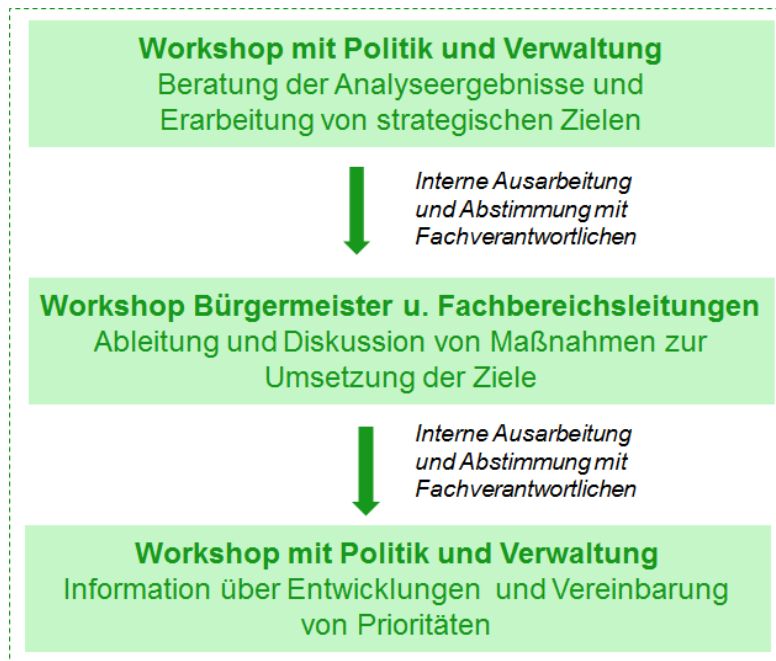 Workshop mit Politik und Verwaltung
Beratung der Analyseergebnisse und
Erarbeitung von strategischen Zielen
Interne Ausarbeitung
und Abstimmung mit
Fachverantwortlichen
Workshop Bürgermeister u. Fachbereichsleitungen
Ableitung und Diskussion von Maßnahmen zur
Umsetzung der Ziele
Interne Ausarbeitung
und Abstimmung mit
Fachverantwortlichen
Workshop mit Politik und Verwaltung
Information über Entwicklungen und Vereinbarung
von Prioritäten